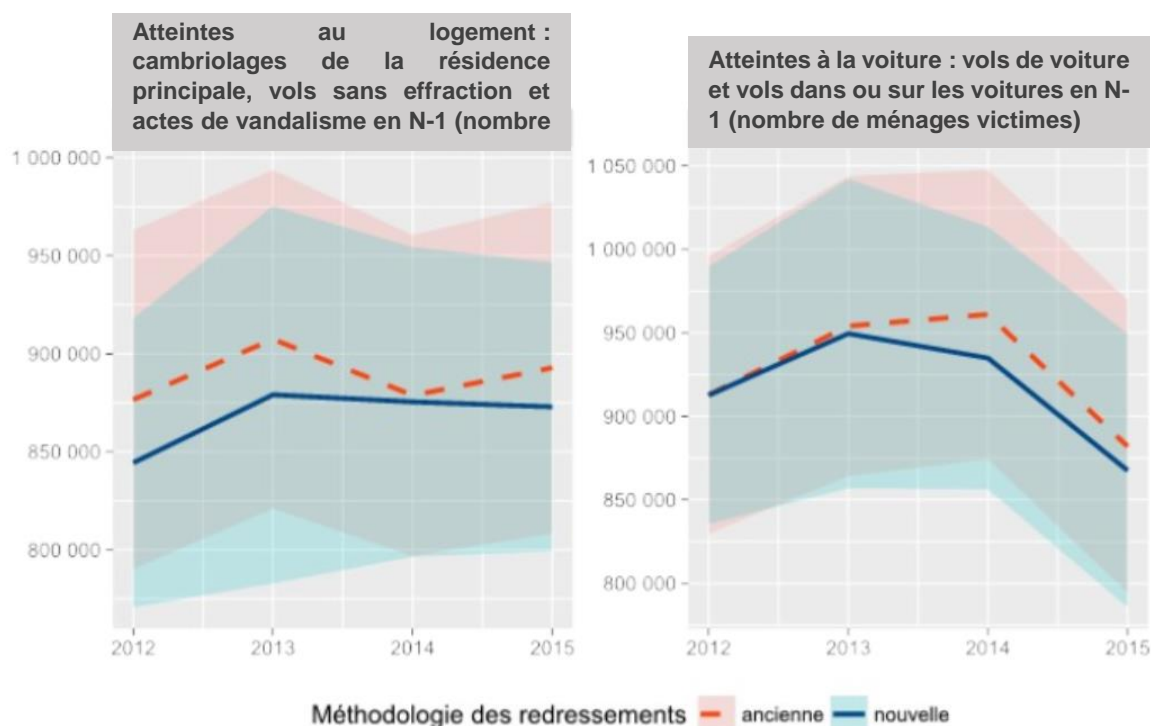 Atteintes au logement :
cambriolages de la résidence
principale, vols sans effraction et
actes de vandalisme en N-1 (nombre
Atteintes à la voiture : vols de voiture
et vols dans ou sur les voitures en N-
1 (nombre de ménages victimes)
1 000 000
950 000
900 000
850 000
800 000
2012 2013 2014 2015
1 050 000
1 000 000
950 000
900 000
850 000
800 000
2012 2013 2014 2015
Méthodologie des redressements ancienne nouvelle